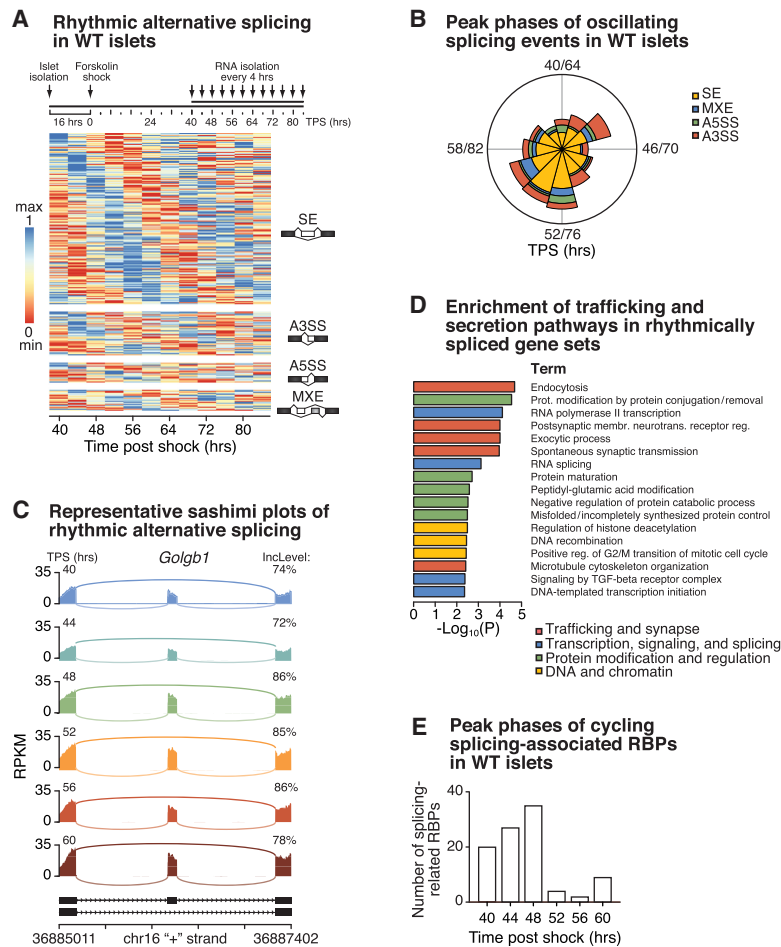 A Rhythmic alternative splicing
in WT islets
Islet
isolation
Forskolin
shock
RNA isolation
every 4 hrs
16 hrs 0 24 40 48 56 64 72 80 TPS (hrs)
max
1
0
min
SE
A3SS
A5SS
MXE
40 48 56 64 72 80
Time post shock (hrs)
B Peak phases of oscillating
splicing events in WT islets
40/64
58/82
46/70
52/76
TPS (hrs)
SE
MXE
A5SS
A3SS
C Representative sashimi plots of
rhythmic alternative splicing
TPS (hrs) Golgb1 IncLevel:
35 40 74%
0
35 44 72%
0
35 48 86%
0
35 52 85%
0
35 56 86%
0
35 60 78%
0
RPKM
36885011 chr16 “+” strand 36887402
D Enrichment of trafficking and
secretion pathways in rhythmically
spliced gene sets
Term
Endocytosis
Prot. modification by protein conjugation/removal
RNA polymerase II transcription
Postsynaptic membr. neurotrans. receptor reg.
Exocytic process
Spontaneous synaptic transmission
RNA splicing
Protein maturation
Peptidyl-glutamic acid modification
Negative regulation of protein catabolic process
Misfolded/incompletely synthesized protein control
Regulation of histone deacetylation
DNA recombination
Positive reg. of G2/M transition of mitotic cell cycle
Microtubule cytoskeleton organization
Signaling by TGF-beta receptor complex
DNA-templated transcription initiation
0 1 2 3 4 5
-Log10(P)
Trafficking and synapse
Transcription, signaling, and splicing
Protein modification and regulation
DNA and chromatin
E Peak phases of cycling
splicing-associated RBPs
in WT islets
Number of splicing-
related RBPs
40
20
0
40 44 48 52 56 60
Time post shock (hrs)